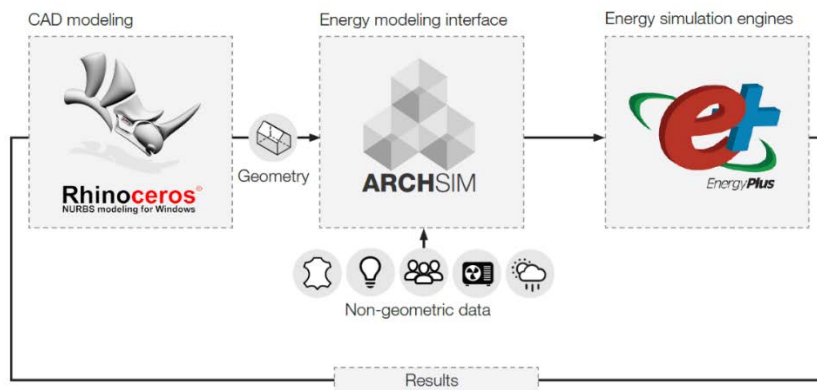 CAD modeling
Energy modeling interface
Energy simulation engines
Rhinoceros®
NURBS modeling for Windows
Geometry
ARCHSIM
e+
EnergyPlus
Non-geometric data
Results